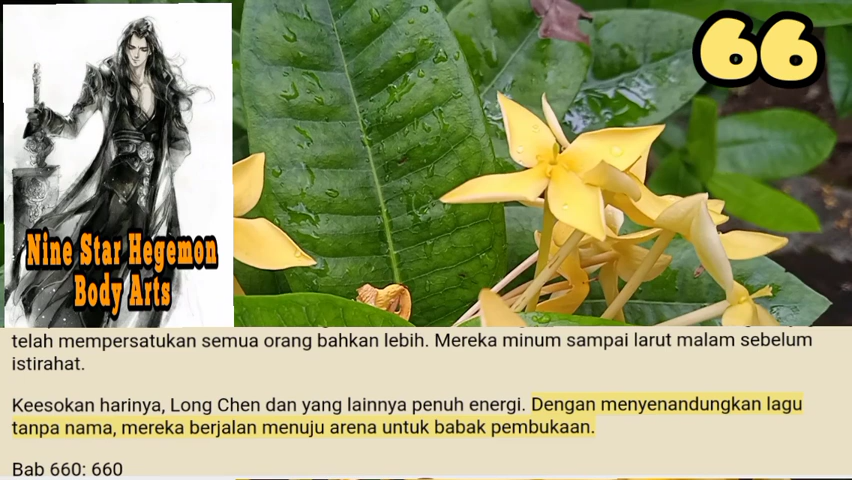 66
Nine Star Hegemon
Body Arts
telah mempersatukan semua orang bahkan lebih. Mereka minum sampai larut malam sebelum
istirahat.
Keesokan harinya, Long Chen dan yang lainnya penuh energi. Dengan menyenandungkan lagu
tanpa nama, mereka berjalan menuju arena untuk babak pembukaan.
Bab 660: 660